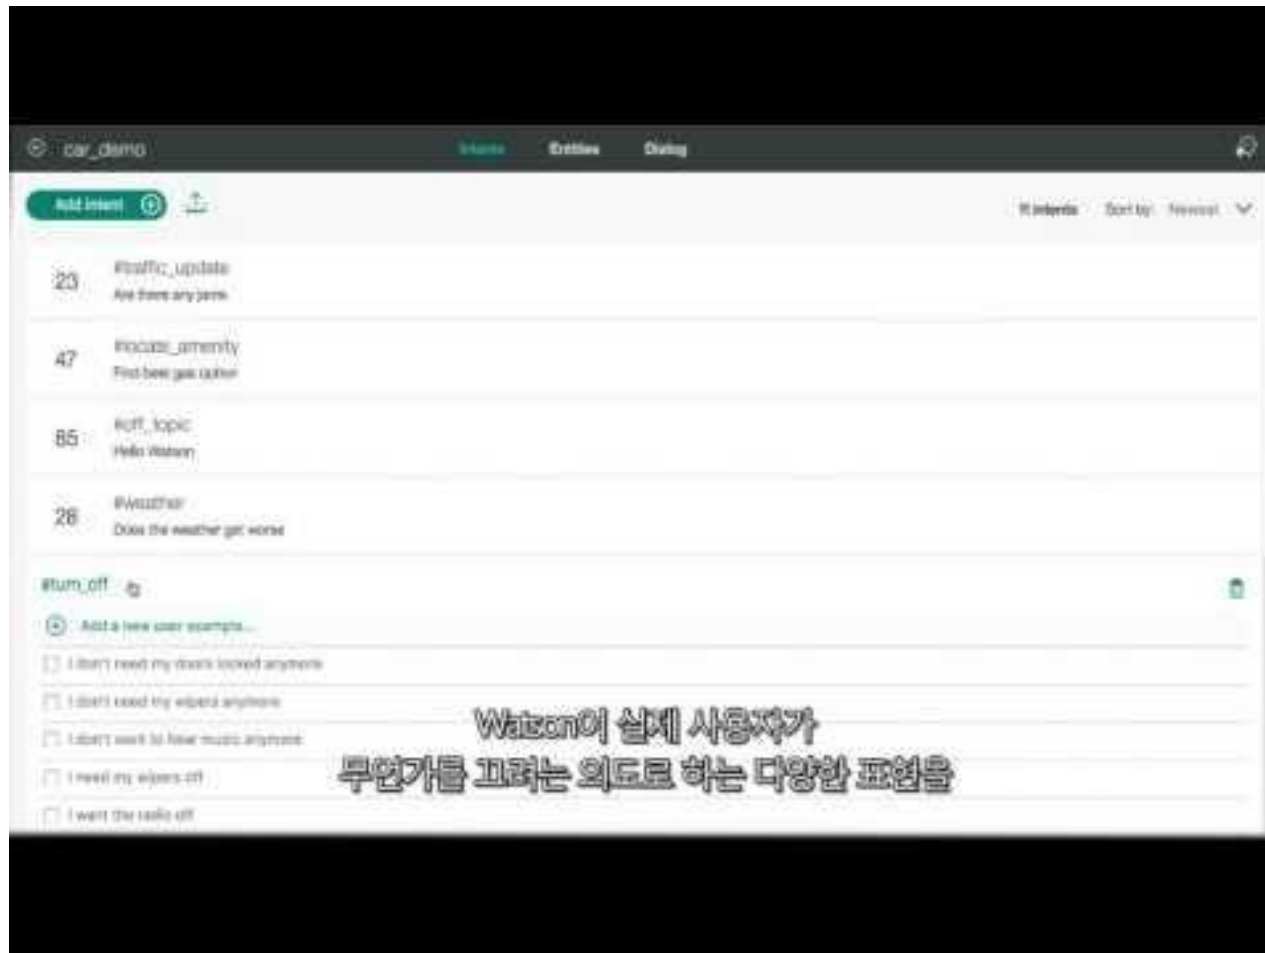 car_demo
Intents Entities Dialog
Add intent
11 intents Sort by: Newest
23
#traffic_update
Are there any jams
47
#locate_amenity
Find best gas option
85
#off_topic
Hello Watson
28
#weather
Does the weather get worse
#turn_off
Add a new user example...
I don't need my doors locked anymore
I don't need my wipers anymore
I don't want to hear music anymore
I need my wipers off
I want the radio off
Watson이 실제 사용자가
무언가를 끄려는 의도로 하는 다양한 표현을